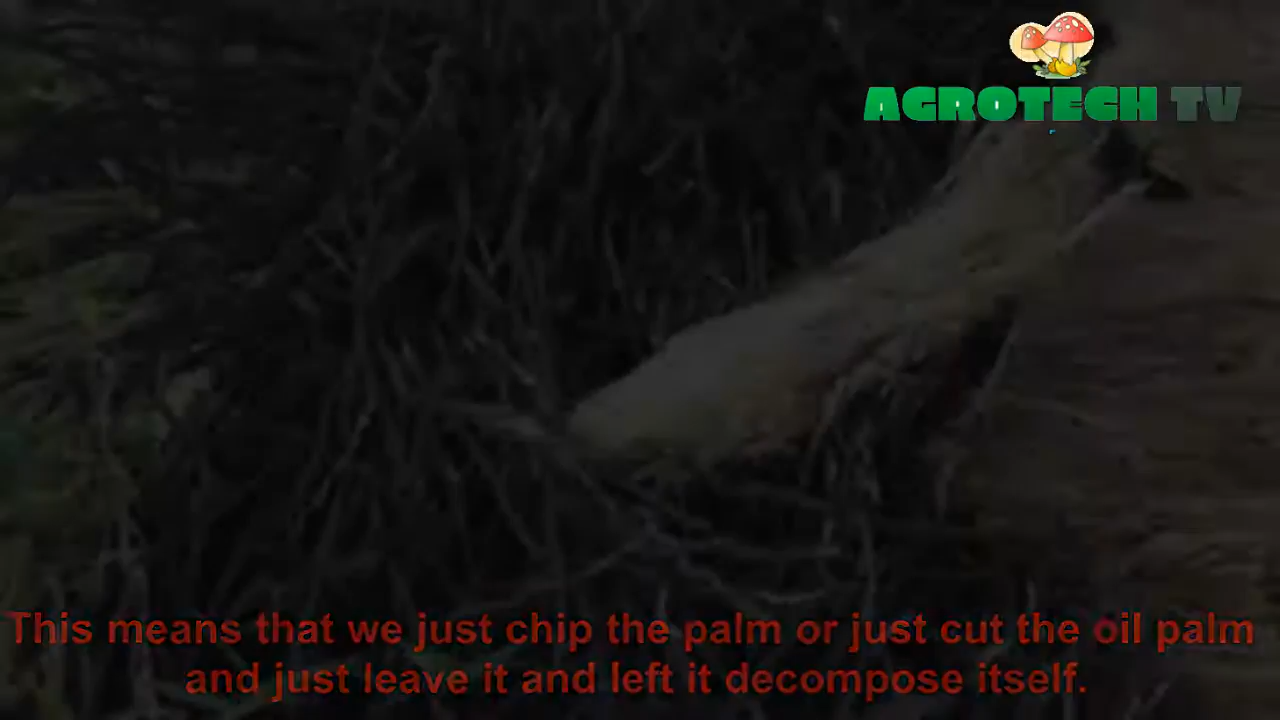 AGROTECH TV
This means that we just chip the palm or just cut the oil palm
and just leave it and left it decompose itself.